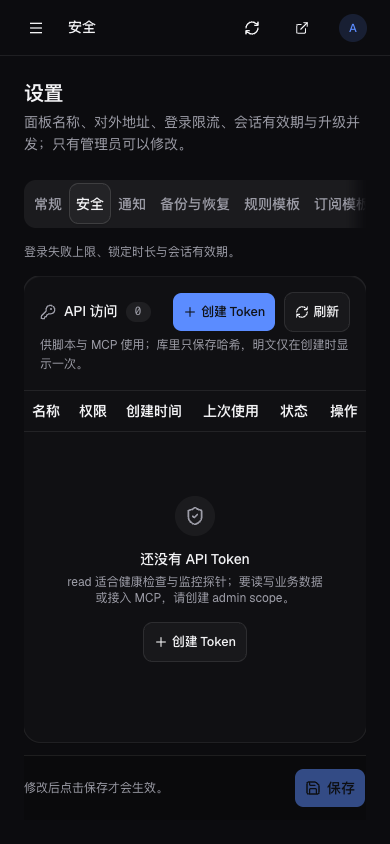 安全
A
设置
面板名称、对外地址、登录限流、会话有效期与升级并
发；只有管理员可以修改。
常规 安全 通知 备份与恢复 规则模板 订阅模
登录失败上限、锁定时长与会话有效期。
API 访问 0 创建 Token 刷新
供脚本与 MCP 使用；库里只保存哈希，明文仅在创建时显
示一次。
名称 权限 创建时间 上次使用 状态 操作
还没有 API Token
read 适合健康检查与监控探针；要读写业务数据
或接入 MCP，请创建 admin scope。
创建 Token
修改后点击保存才会生效。
保存